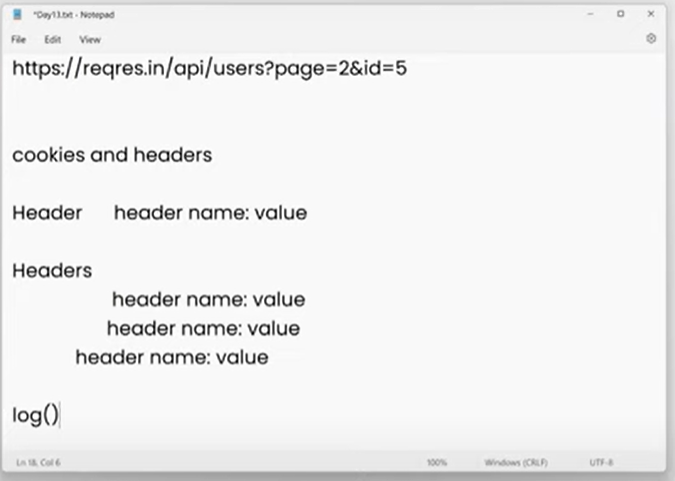 *Day13.txt - Notepad
File Edit View
https://reqres.in/api/users?page=2&id=5
cookies and headers
Header header name: value
Headers
header name: value
header name: value
header name: value
log()
Ln 18, Col 6 100% Windows (CRLF) UTF-8